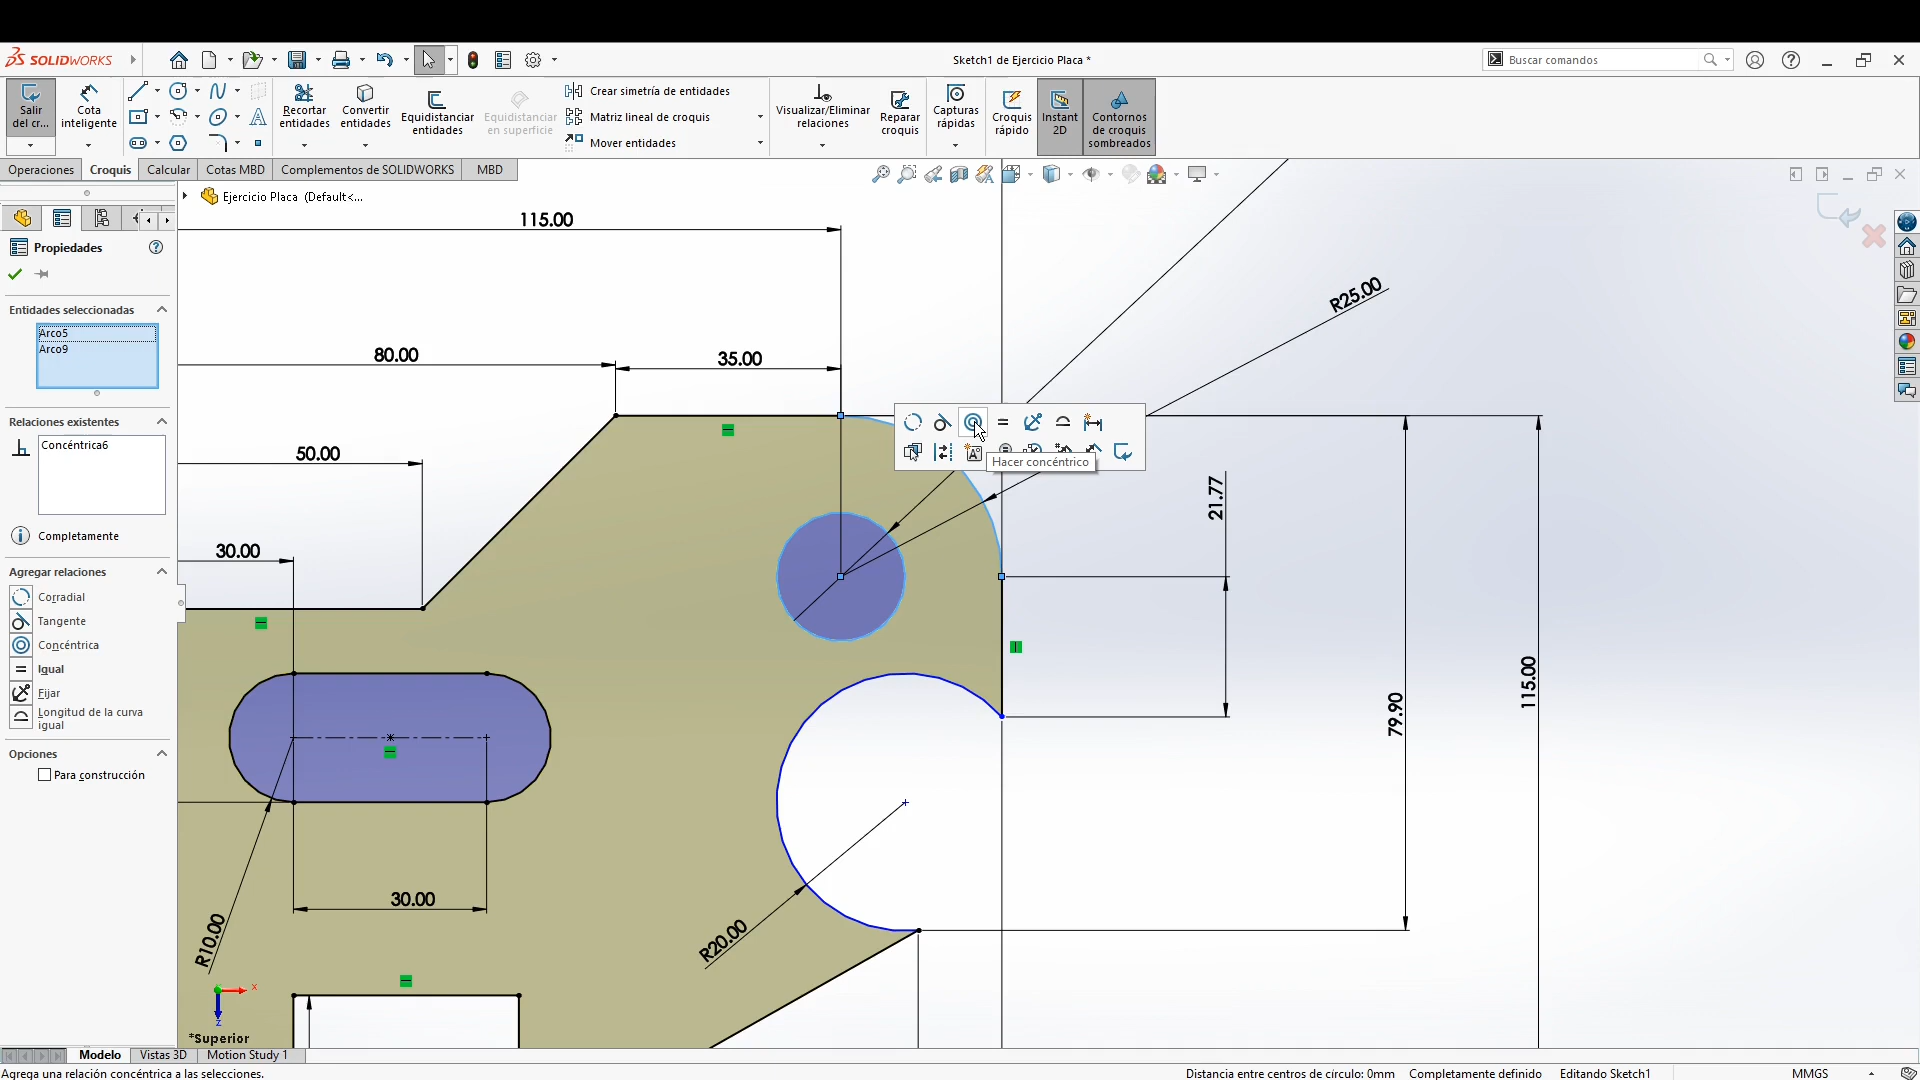 SOLIDWORKS
Sketch1 de Ejercicio Placa *
Buscar comandos
Salir del cr...
Cota inteligente
Recortar entidades
Convertir entidades
Equidistanciar entidades
Equidistanciar en superficie
Crear simetría de entidades
Matriz lineal de croquis
Mover entidades
Visualizar/Eliminar relaciones
Reparar croquis
Capturas rápidas
Croquis rápido
Instant 2D
Contornos de croquis sombreados
Operaciones
Croquis
Calcular
Cotas MBD
Complementos de SOLIDWORKS
MBD
Ejercicio Placa (Default<...
Propiedades
Entidades seleccionadas
Arco5
Arco9
Relaciones existentes
Concéntrica6
Completamente
Agregar relaciones
Corradial
Tangente
Concéntrica
Igual
Fijar
Longitud de la curva igual
Opciones
Para construcción
115.00
80.00
35.00
R25.00
50.00
Hacer concéntrico
21.77
30.00
115.00
79.90
30.00
R10.00
R20.00
x
z
*Superior
Modelo
Vistas 3D
Motion Study 1
Agrega una relación concéntrica a las selecciones.
Distancia entre centros de círculo: 0mm
Completamente definido
Editando Sketch1
MMGS